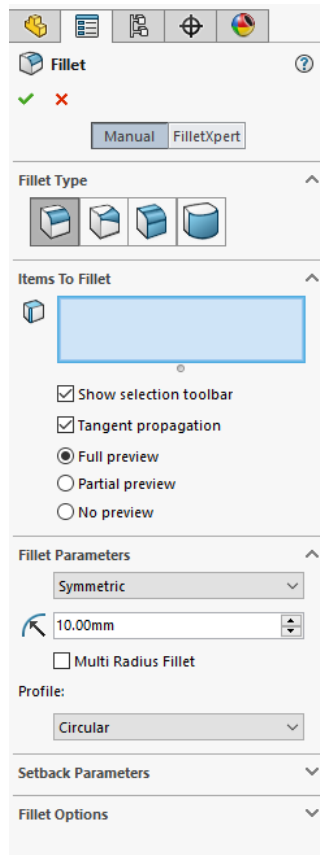 Fillet
Manual FilletXpert
Fillet Type
Items To Fillet
Show selection toolbar
Tangent propagation
Full preview
Partial preview
No preview
Fillet Parameters
Symmetric
10.00mm
Multi Radius Fillet
Profile:
Circular
Setback Parameters
Fillet Options